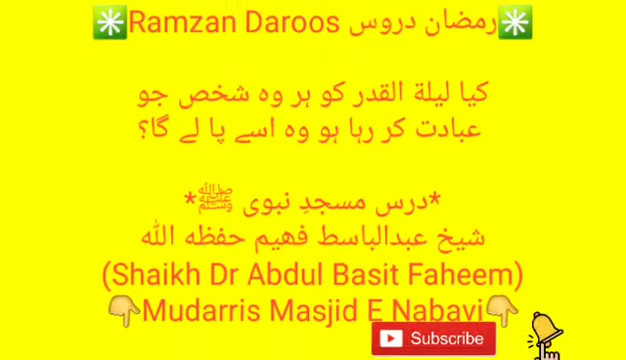 ✳️Ramzan Daroos رمضان دروس✳️
کیا لیلة القدر کو ہر وہ شخص جو
عبادت کر رہا ہو وہ اسے پا لے گا؟
*درس مسجدِ نبوی ﷺ*
شیخ عبدالباسط فہیم حفظہ اللہ
(Shaikh Dr Abdul Basit Faheem)
👇Mudarris Masjid E Nabavi👇
Subscribe